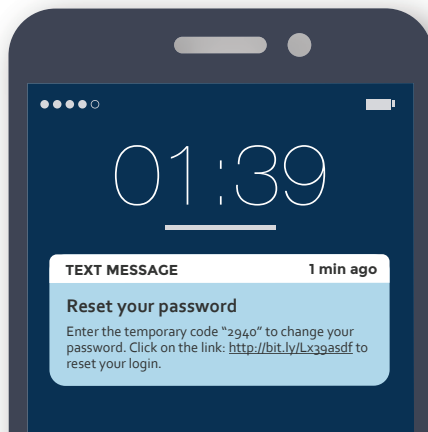 01:39
TEXT MESSAGE 1 min ago
Reset your password
Enter the temporary code “2940” to change your
password. Click on the link: http://bit.ly/Lx39asdf to
reset your login.